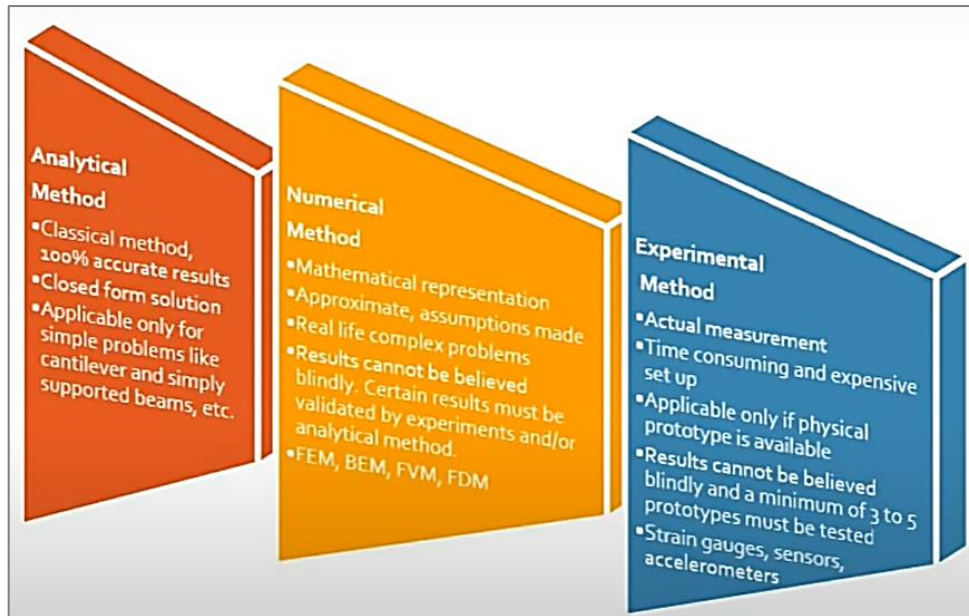 Analytical
Method
▪Classical method,
100% accurate results
▪Closed form solution
▪Applicable only for
simple problems like
cantilever and simply
supported beams, etc.
Numerical
Method
▪Mathematical representation
▪Approximate, assumptions made
▪Real life complex problems
▪Results cannot be believed
blindly. Certain results must be
validated by experiments and/or
analytical method.
▪FEM, BEM, FVM, FDM
Experimental
Method
▪Actual measurement
▪Time consuming and expensive
set up
▪Applicable only if physical
prototype is available
▪Results cannot be believed
blindly and a minimum of 3 to 5
prototypes must be tested
▪Strain gauges, sensors,
accelerometers